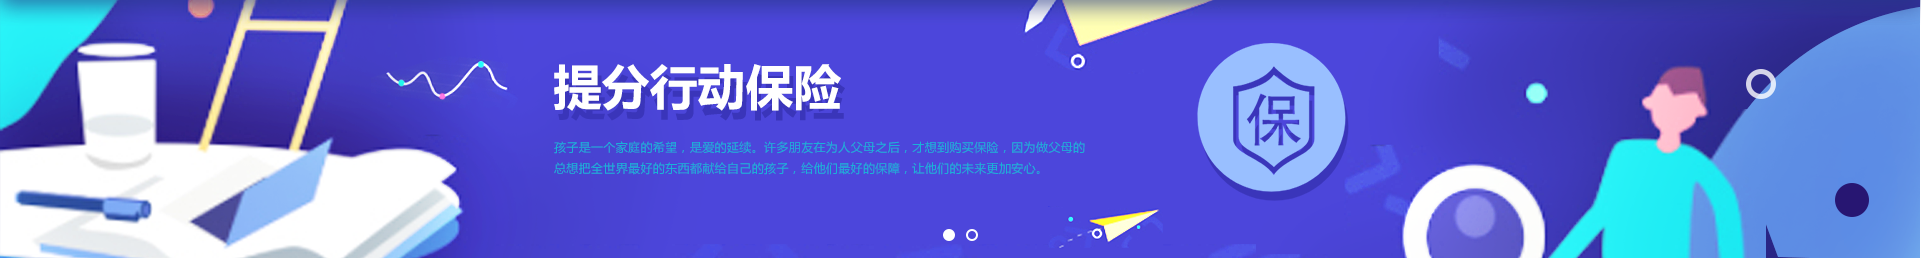 提分行动保险
孩子是一个家庭的希望，是爱的延续。许多朋友在为人父母之后，才想到购买保险，因为做父母的
总想把全世界最好的东西都献给自己的孩子，给他们最好的保障，让他们的未来更加安心。
保